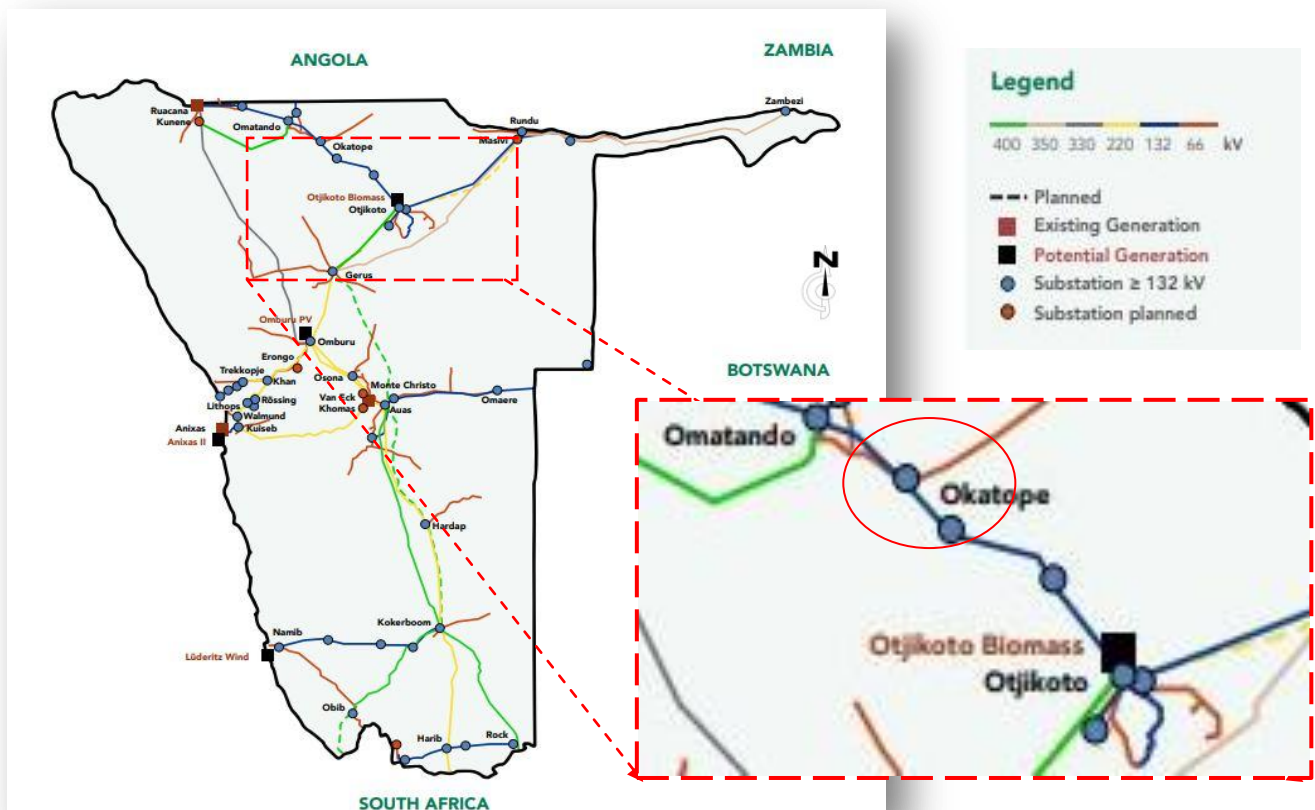 ANGOLA
ZAMBIA
Zambezi
Ruacana
Kunene
Omatando
Okatope
Rundu
Masivi
Otjikoto Biomass
Otjikoto
Gerus
N
Omburu PV
Omburu
Erongo
Trekkopje
Khan
Osona
Monte Christo
Van Eck
Khomas
Auas
Omaere
Lithops
Rössing
Walmund
Kuiseb
Anixas
Anixas II
Hardap
Kokerboom
Namib
Lüderitz Wind
Obib
Harib
Rock
BOTSWANA
SOUTH AFRICA
Legend
400 350 330 220 132 66 kV
Planned
Existing Generation
Potential Generation
Substation ≥ 132 kV
Substation planned
Omatando
Okatope
Otjikoto Biomass
Otjikoto